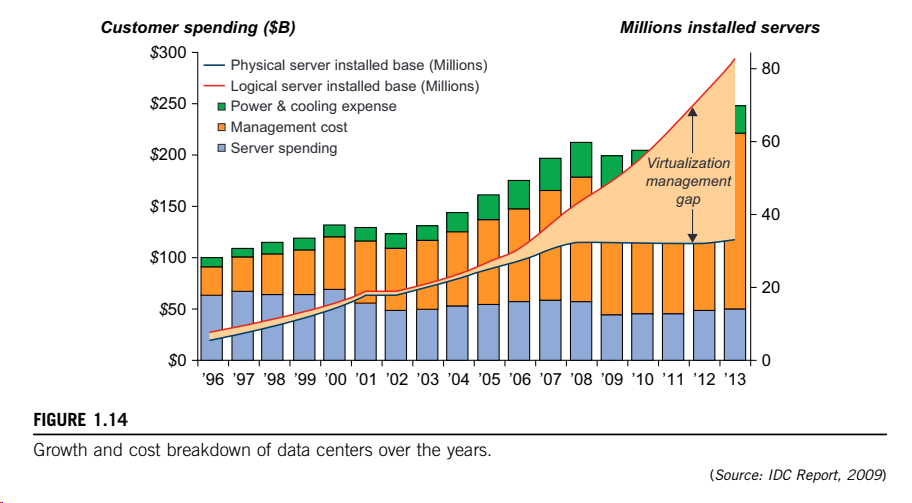 Customer spending ($B)
Millions installed servers
$300
$250
$200
$150
$100
$50
$0
80
60
40
20
0
Physical server installed base (Millions)
Logical server installed base (Millions)
Power & cooling expense
Management cost
Server spending
Virtualization
management
gap
'96 '97 '98 '99 '00 '01 '02 '03 '04 '05 '06 '07 '08 '09 '10 '11 '12 '13
FIGURE 1.14
Growth and cost breakdown of data centers over the years.
(Source: IDC Report, 2009)